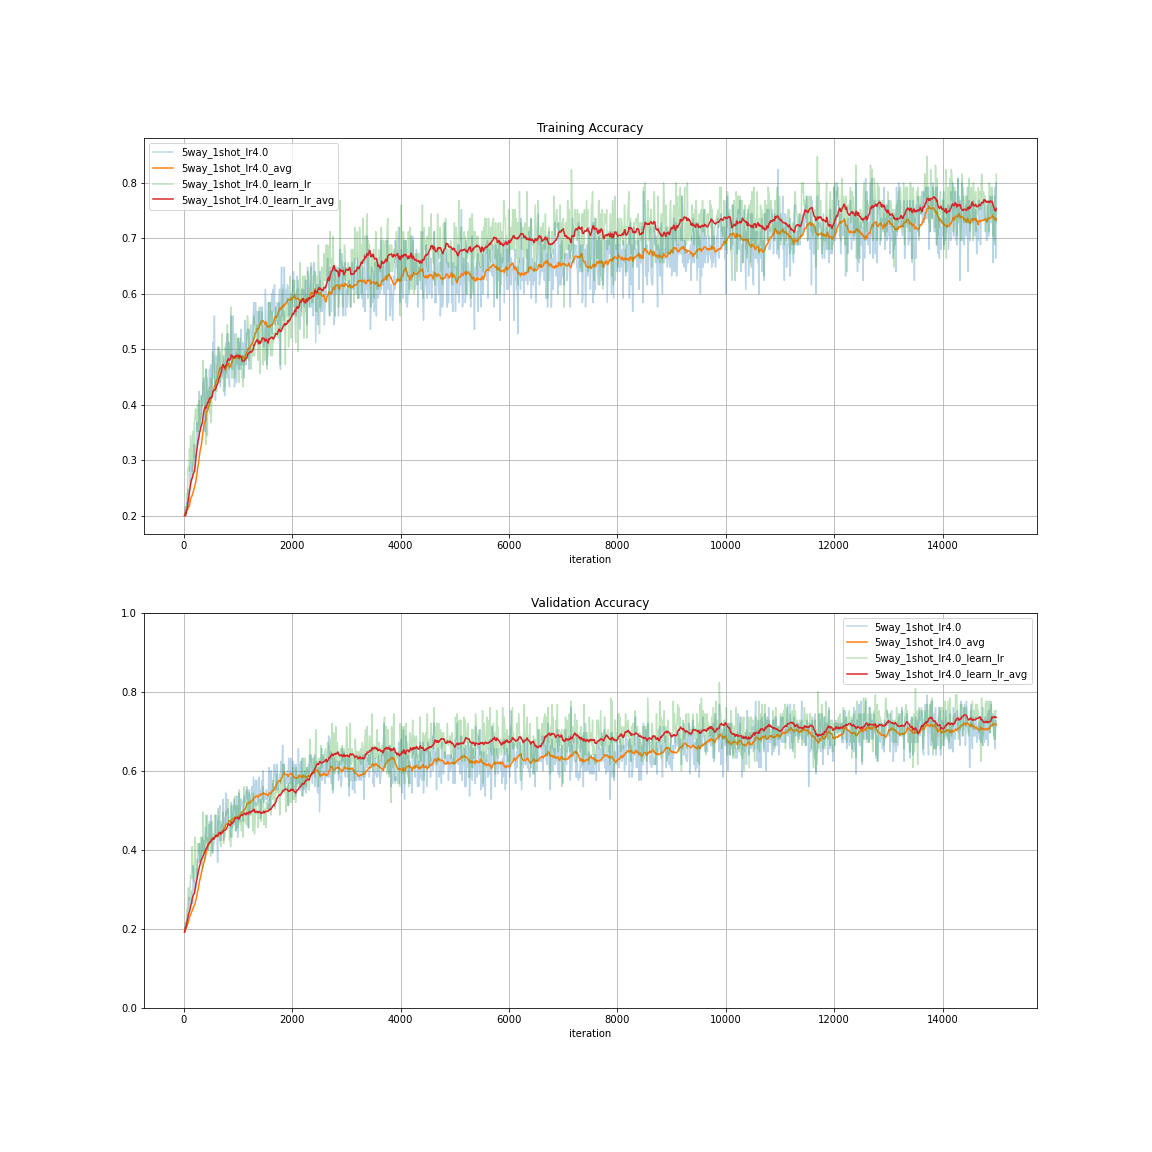 Training Accuracy
5way_1shot_lr4.0
5way_1shot_lr4.0_avg
5way_1shot_lr4.0_learn_lr
5way_1shot_lr4.0_learn_lr_avg
0.8
0.7
0.6
0.5
0.4
0.3
0.2
0 2000 4000 6000 8000 10000 12000 14000
iteration
Validation Accuracy
1.0
5way_1shot_lr4.0
5way_1shot_lr4.0_avg
5way_1shot_lr4.0_learn_lr
5way_1shot_lr4.0_learn_lr_avg
0.8
0.6
0.4
0.2
0.0
0 2000 4000 6000 8000 10000 12000 14000
iteration